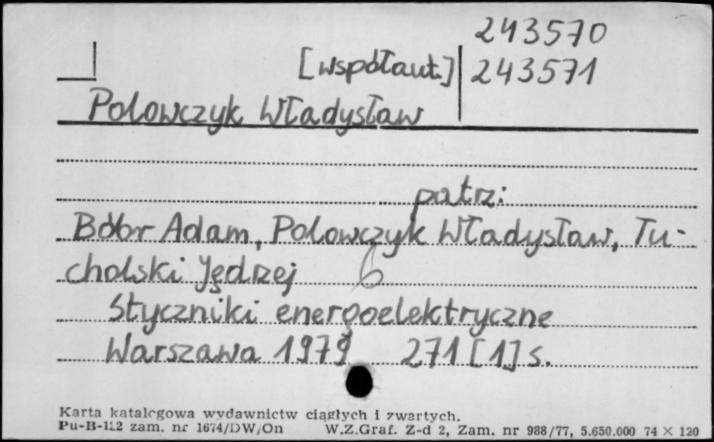 243570
[współaut.] 243571
Polowczyk Władysław
patrz:
Bóbr Adam, Polowczyk Władysław, Tu-
cholski Jędrzej 6
Styczniki energoelektryczne
Warszawa 1979 271 [1] s.
Karta katalogowa wydawnictw ciągłych i zwartych.
Pu-B-112 zam. nr 1674/DW/On W.Z.Graf. Z-d 2, Zam. nr 988/77, 5.650.000 74 × 120